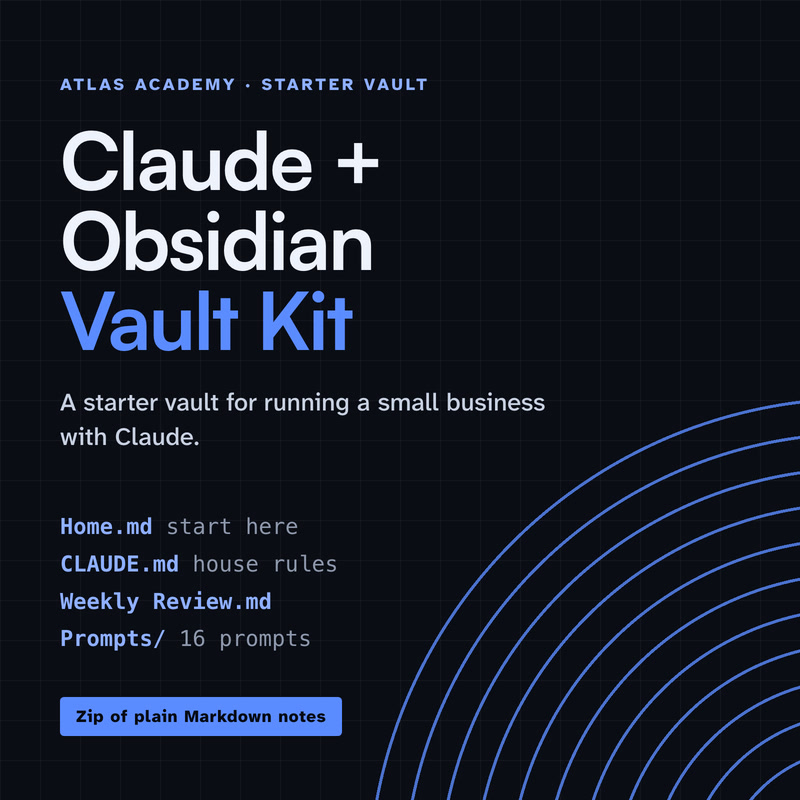 ATLAS ACADEMY · STARTER VAULT
Claude +
Obsidian
Vault Kit
A starter vault for running a small business
with Claude.
Home.md start here
CLAUDE.md house rules
Weekly Review.md
Prompts/ 16 prompts
Zip of plain Markdown notes